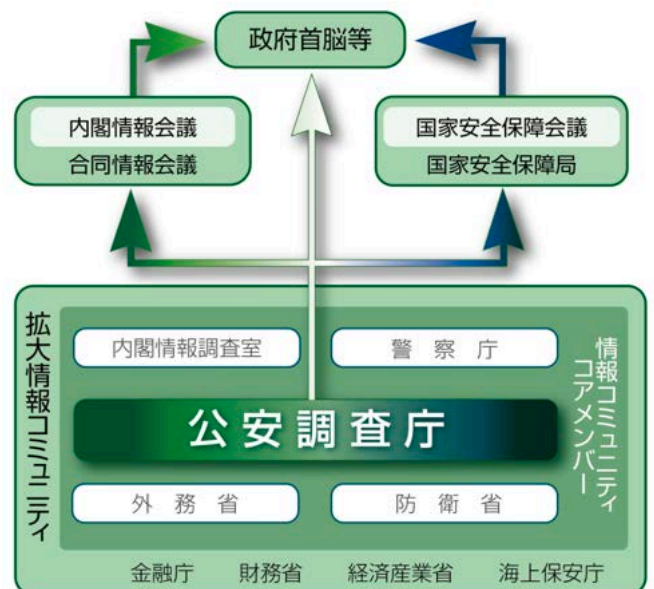 政府首脳等
内閣情報会議
合同情報会議
国家安全保障会議
国家安全保障局
拡大情報コミュニティ
内閣情報調査室
警察庁
公安調査庁
外務省
防衛省
情報コミュニティ
コアメンバー
金融庁
財務省
経済産業省
海上保安庁